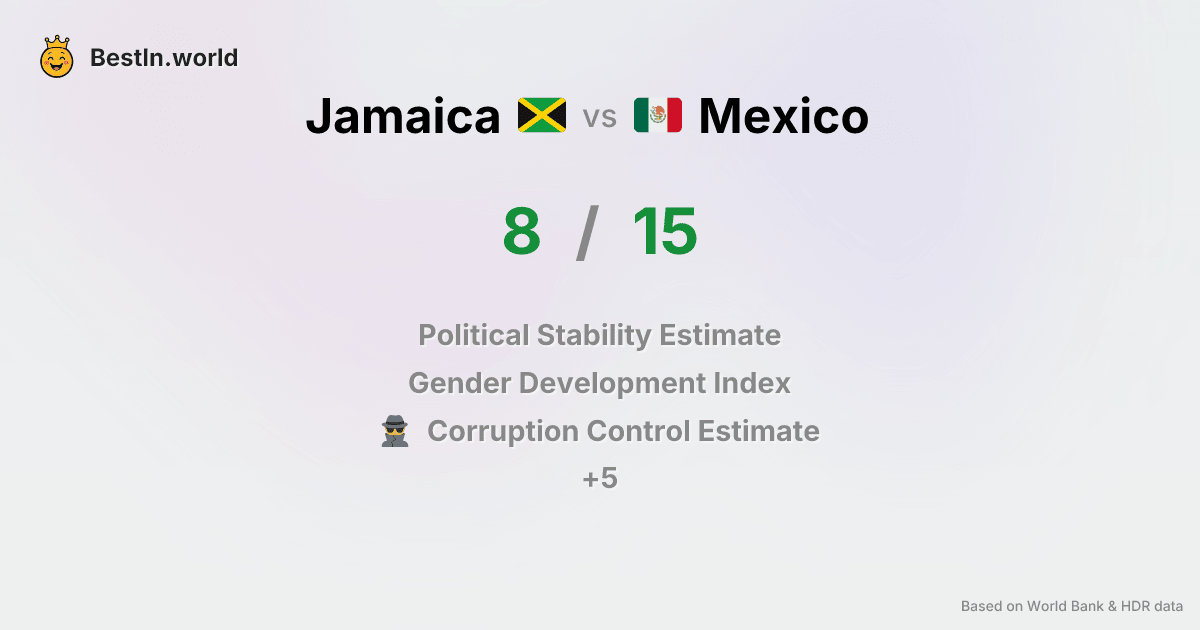 BestIn.world
Jamaica vs Mexico
8 / 15
Political Stability Estimate
Gender Development Index
Corruption Control Estimate
+5
Based on World Bank & HDR data